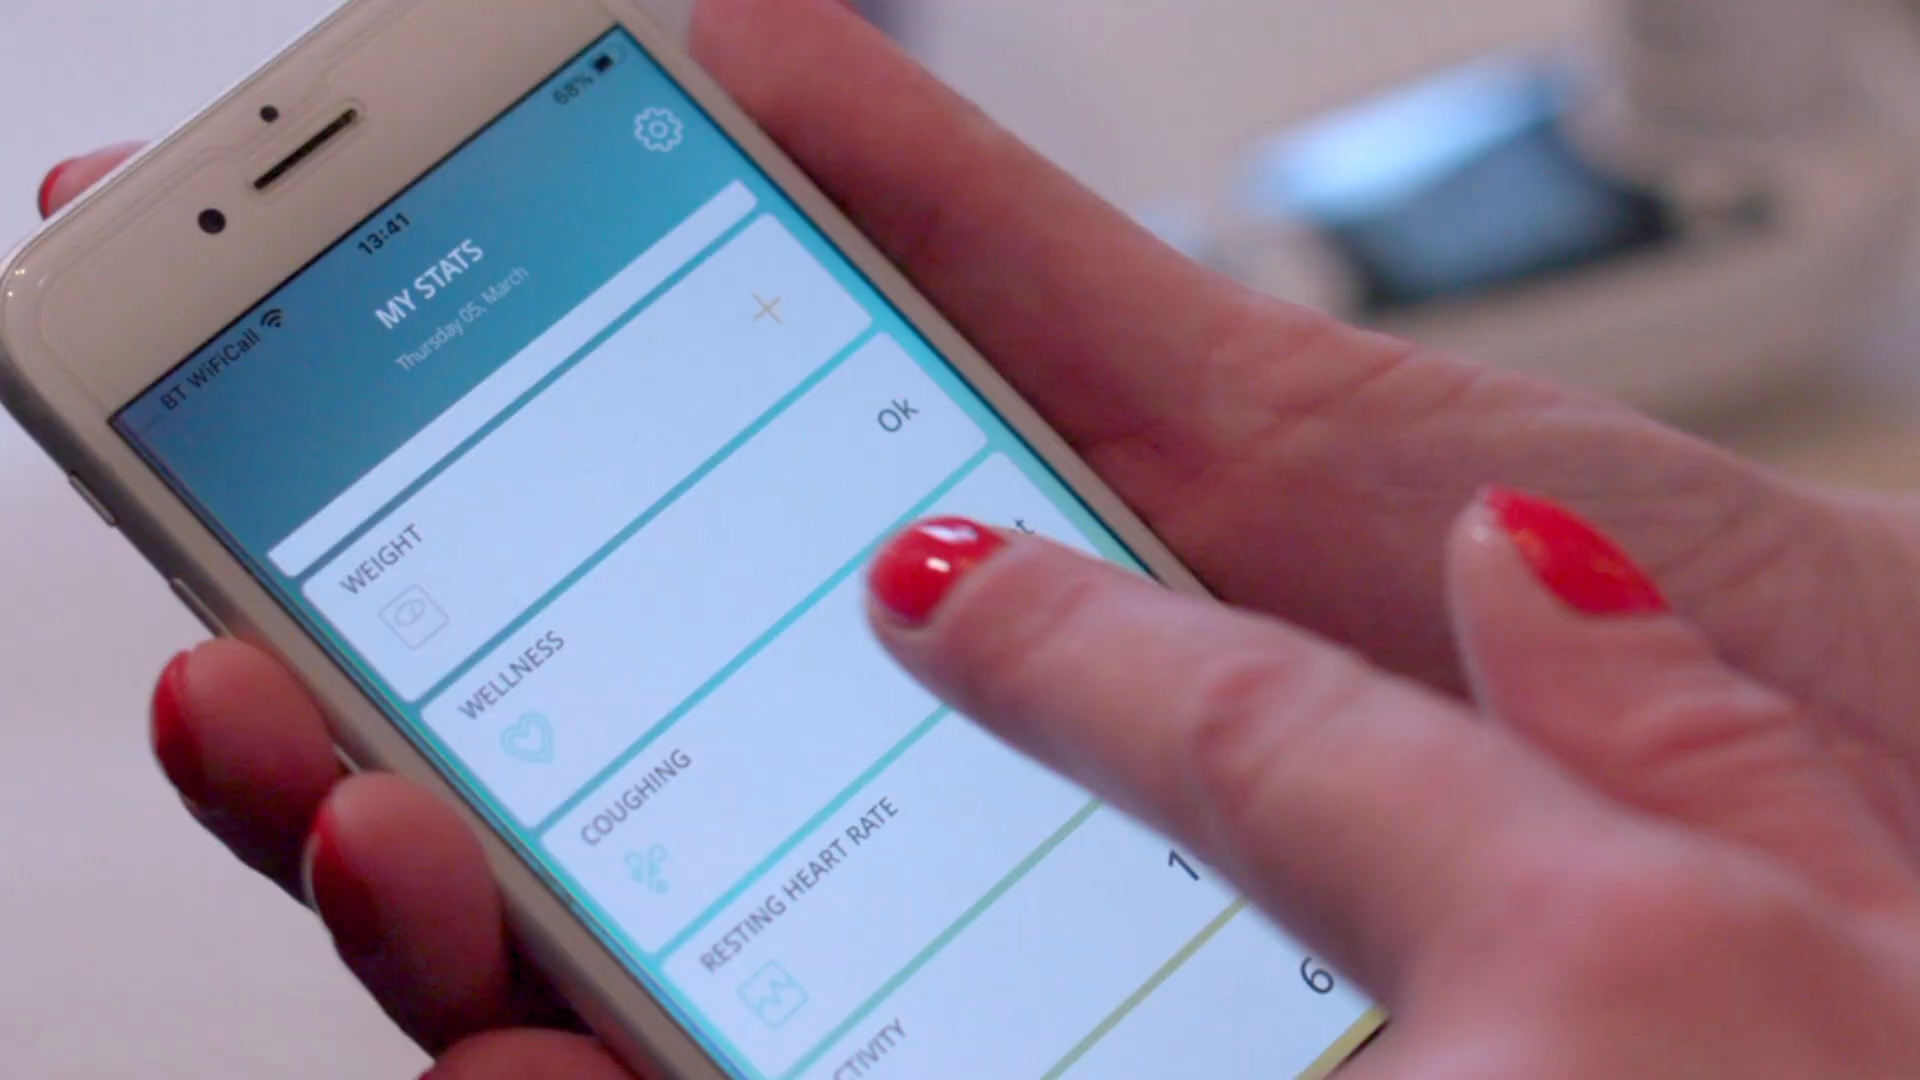 BT WiFiCall 13:41 68%
MY STATS
Thursday 05. March
WEIGHT
WELLNESS
Ok
COUGHING
RESTING HEART RATE
1
6